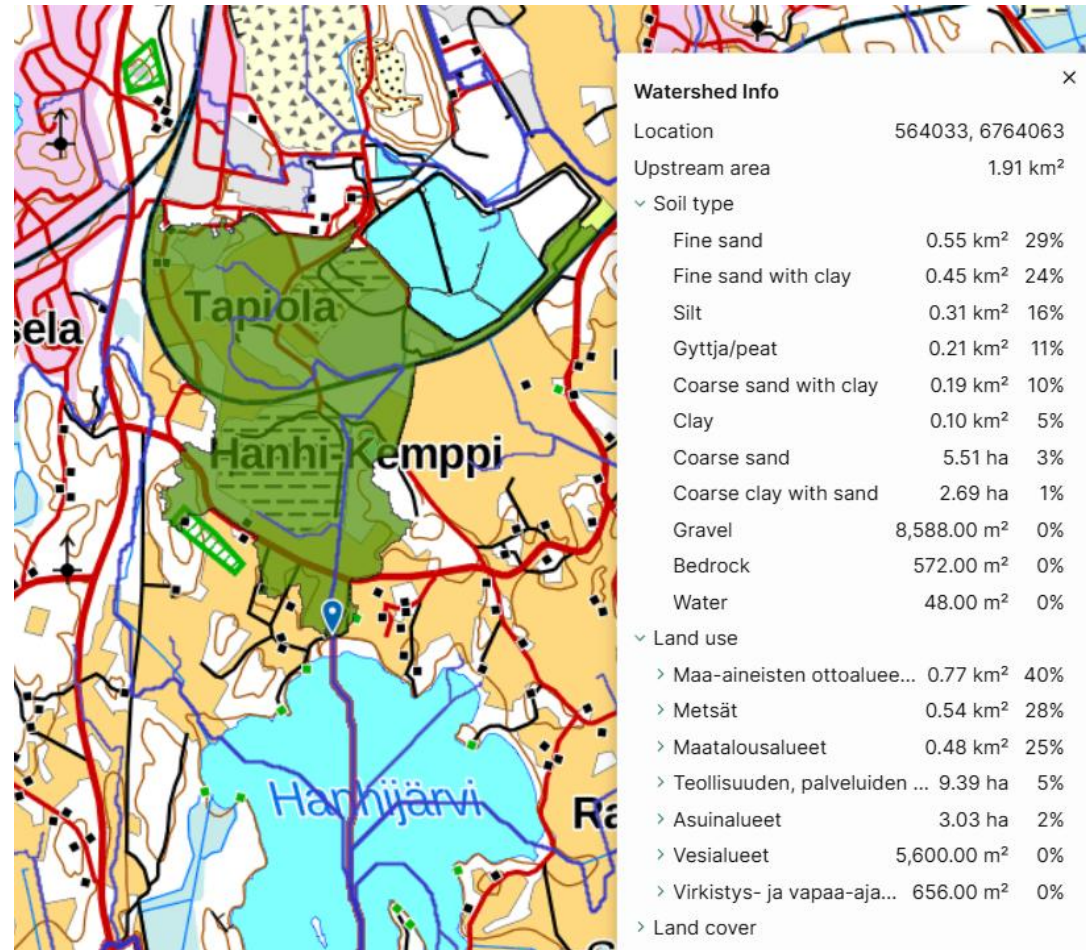 Watershed Info ×
Location 564033, 6764063
Upstream area 1.91 km²
Soil type
Fine sand 0.55 km² 29%
Fine sand with clay 0.45 km² 24%
Silt 0.31 km² 16%
Gyttja/peat 0.21 km² 11%
Coarse sand with clay 0.19 km² 10%
Clay 0.10 km² 5%
Coarse sand 5.51 ha 3%
Coarse clay with sand 2.69 ha 1%
Gravel 8,588.00 m² 0%
Bedrock 572.00 m² 0%
Water 48.00 m² 0%
Land use
Maa-aineisten ottoaluee... 0.77 km² 40%
Metsät 0.54 km² 28%
Maatalousalueet 0.48 km² 25%
Teollisuuden, palveluiden ... 9.39 ha 5%
Asuinalueet 3.03 ha 2%
Vesialueet 5,600.00 m² 0%
Virkistys- ja vapaa-aja... 656.00 m² 0%
Land cover
Tapiola
sela
Hanhi-Kemppi
Hanhijärvi
Ra